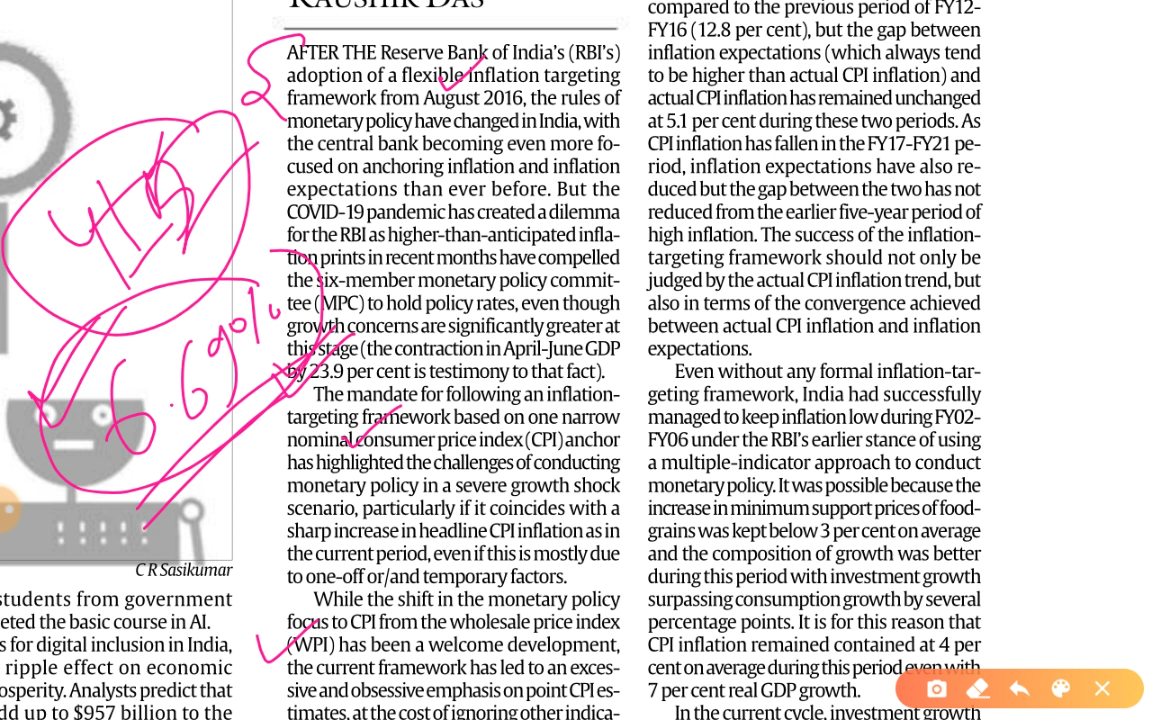 KAUSHIK DAS
AFTER THE Reserve Bank of India's (RBI's)
adoption of a flexible inflation targeting
framework from August 2016, the rules of
monetary policy have changed in India, with
the central bank becoming even more fo-
cused on anchoring inflation and inflation
expectations than ever before. But the
COVID-19 pandemic has created a dilemma
for the RBI as higher-than-anticipated infla-
tion prints in recent months have compelled
the six-member monetary policy commit-
tee (MPC) to hold policy rates, even though
growth concerns are significantly greater at
this stage (the contraction in April-June GDP
by 23.9 per cent is testimony to that fact).
The mandate for following an inflation-
targeting framework based on one narrow
nominal consumer price index (CPI) anchor
has highlighted the challenges of conducting
monetary policy in a severe growth shock
scenario, particularly if it coincides with a
sharp increase in headline CPI inflation as in
the current period, even if this is mostly due
to one-off or/and temporary factors.
While the shift in the monetary policy
focus to CPI from the wholesale price index
(WPI) has been a welcome development,
the current framework has led to an exces-
sive and obsessive emphasis on point CPI es-
timates, at the cost of ignoring other indica-
compared to the previous period of FY12-
FY16 (12.8 per cent), but the gap between
inflation expectations (which always tend
to be higher than actual CPI inflation) and
actual CPI inflation has remained unchanged
at 5.1 per cent during these two periods. As
CPI inflation has fallen in the FY17-FY21 pe-
riod, inflation expectations have also re-
duced but the gap between the two has not
reduced from the earlier five-year period of
high inflation. The success of the inflation-
targeting framework should not only be
judged by the actual CPI inflation trend, but
also in terms of the convergence achieved
between actual CPI inflation and inflation
expectations.
Even without any formal inflation-tar-
geting framework, India had successfully
managed to keep inflation low during FY02-
FY06 under the RBI's earlier stance of using
a multiple-indicator approach to conduct
monetary policy. It was possible because the
increase in minimum support prices of food-
grains was kept below 3 per cent on average
and the composition of growth was better
during this period with investment growth
surpassing consumption growth by several
percentage points. It is for this reason that
CPI inflation remained contained at 4 per
cent on average during this period even with
7 per cent real GDP growth.
In the current cycle, investment growth
6.69%
C R Sasikumar
students from government
eted the basic course in AI.
s for digital inclusion in India,
ripple effect on economic
osperity. Analysts predict that
dd up to $957 billion to the